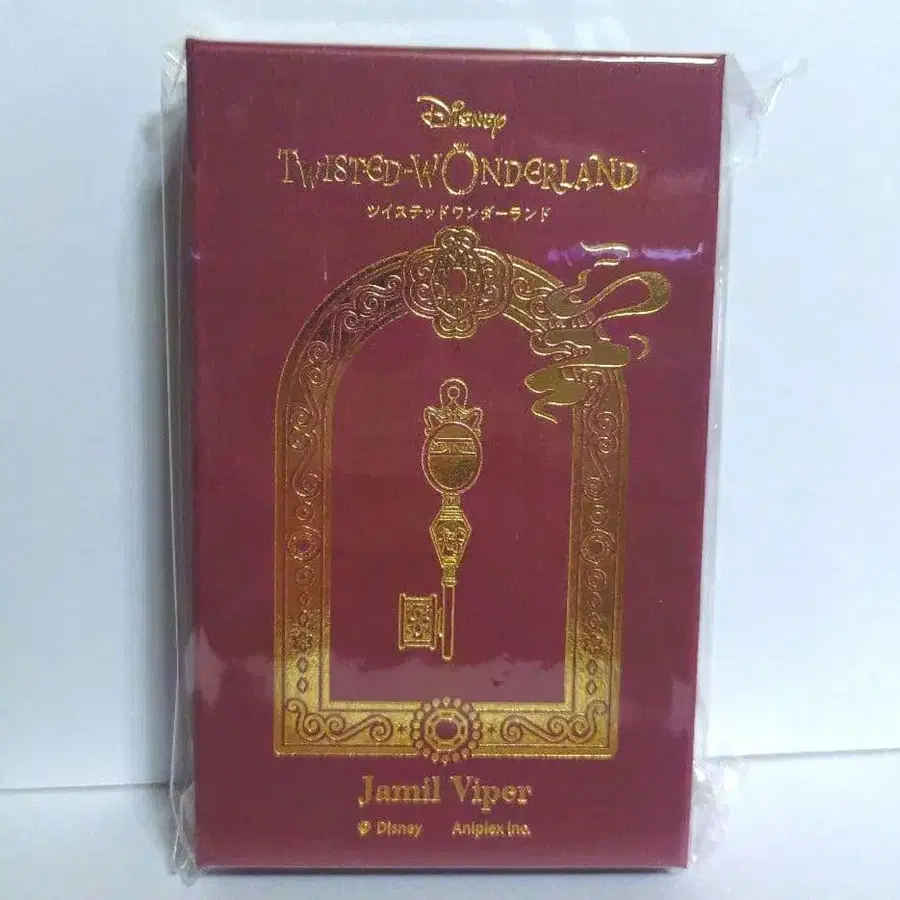 Disney
TWISTED-WONDERLAND
ツイステッドワンダーランド
Jamil Viper
© Disney Aniplex Inc.